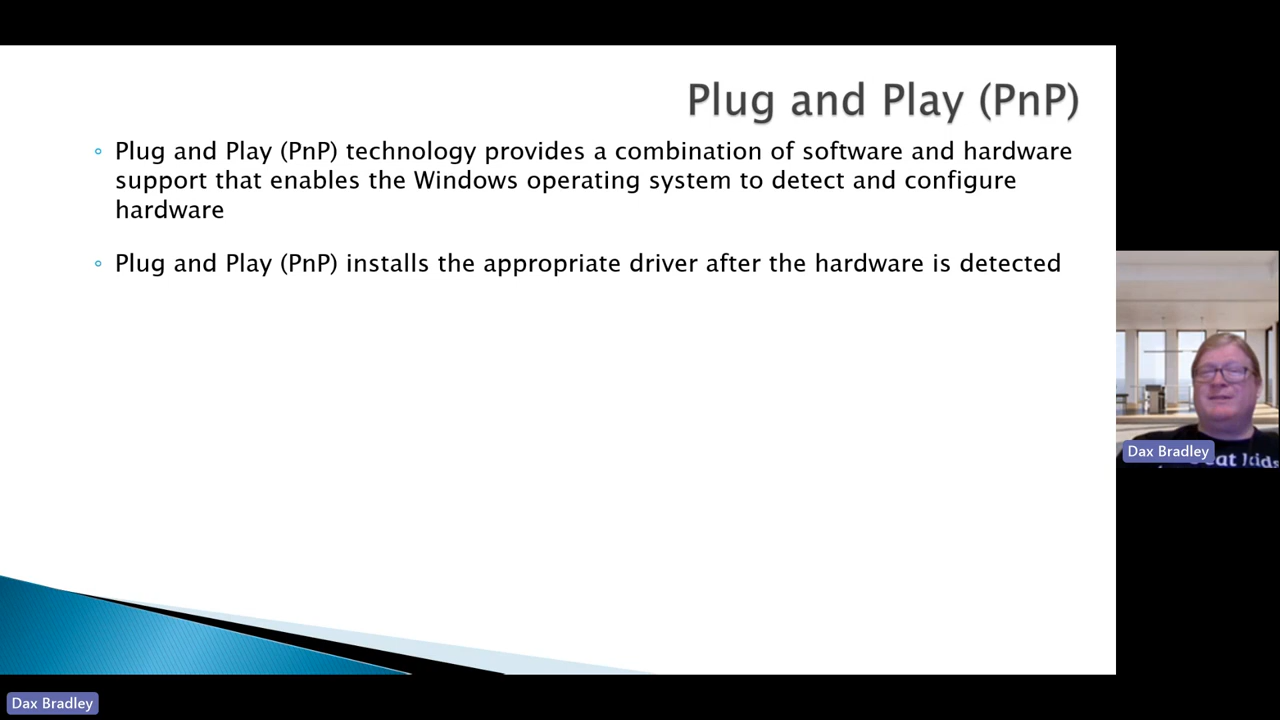 Plug and Play (PnP)
Plug and Play (PnP) technology provides a combination of software and hardware
support that enables the Windows operating system to detect and configure
hardware
Plug and Play (PnP) installs the appropriate driver after the hardware is detected
Dax Bradley
kids
Dax Bradley